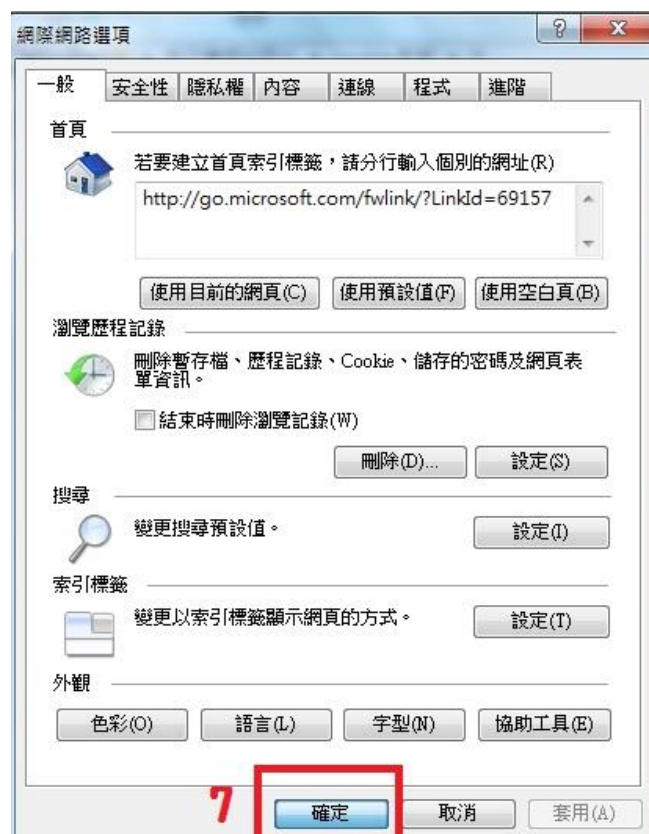 網際網路選項
一般 安全性 隱私權 內容 連線 程式 進階
首頁
若要建立首頁索引標籤，請分行輸入個別的網址(R)
http://go.microsoft.com/fwlink/?LinkId=69157
使用目前的網頁(C) 使用預設值(F) 使用空白頁(B)
瀏覽歷程記錄
刪除暫存檔、歷程記錄、Cookie、儲存的密碼及網頁表
單資訊。
結束時刪除瀏覽記錄(W)
刪除(D)... 設定(S)
搜尋
變更搜尋預設值。 設定(I)
索引標籤
變更以索引標籤顯示網頁的方式。 設定(T)
外觀
色彩(O) 語言(L) 字型(N) 協助工具(E)
7 確定 取消 套用(A)